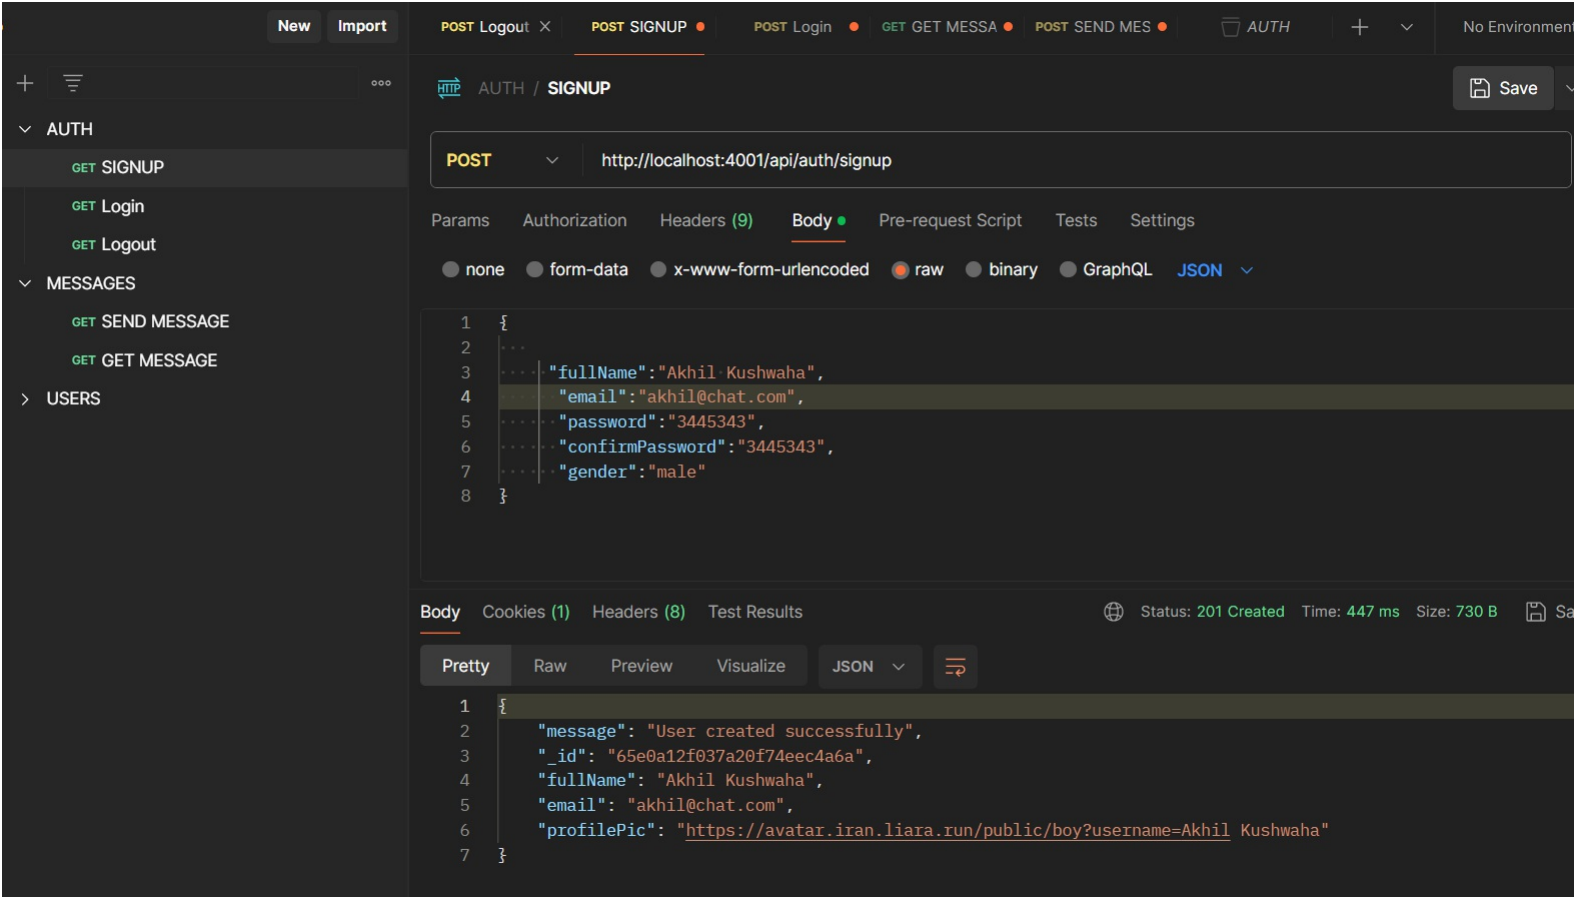 New Import POST Logout POST SIGNUP POST Login GET GET MESSA POST SEND MES AUTH No Environment
AUTH / SIGNUP Save
AUTH
GET SIGNUP
GET Login
GET Logout
MESSAGES
GET SEND MESSAGE
GET GET MESSAGE
USERS
POST http://localhost:4001/api/auth/signup
Params Authorization Headers (9) Body Pre-request Script Tests Settings
none form-data x-www-form-urlencoded raw binary GraphQL JSON
1 {
2
3 "fullName":"Akhil Kushwaha",
4 "email":"akhil@chat.com",
5 "password":"3445343",
6 "confirmPassword":"3445343",
7 "gender":"male"
8 }
Body Cookies (1) Headers (8) Test Results Status: 201 Created Time: 447 ms Size: 730 B Sa
Pretty Raw Preview Visualize JSON
1 {
2 "message": "User created successfully",
3 "_id": "65e0a12f037a20f74eec4a6a",
4 "fullName": "Akhil Kushwaha",
5 "email": "akhil@chat.com",
6 "profilePic": "https://avatar.iran.liara.run/public/boy?username=Akhil Kushwaha"
7 }